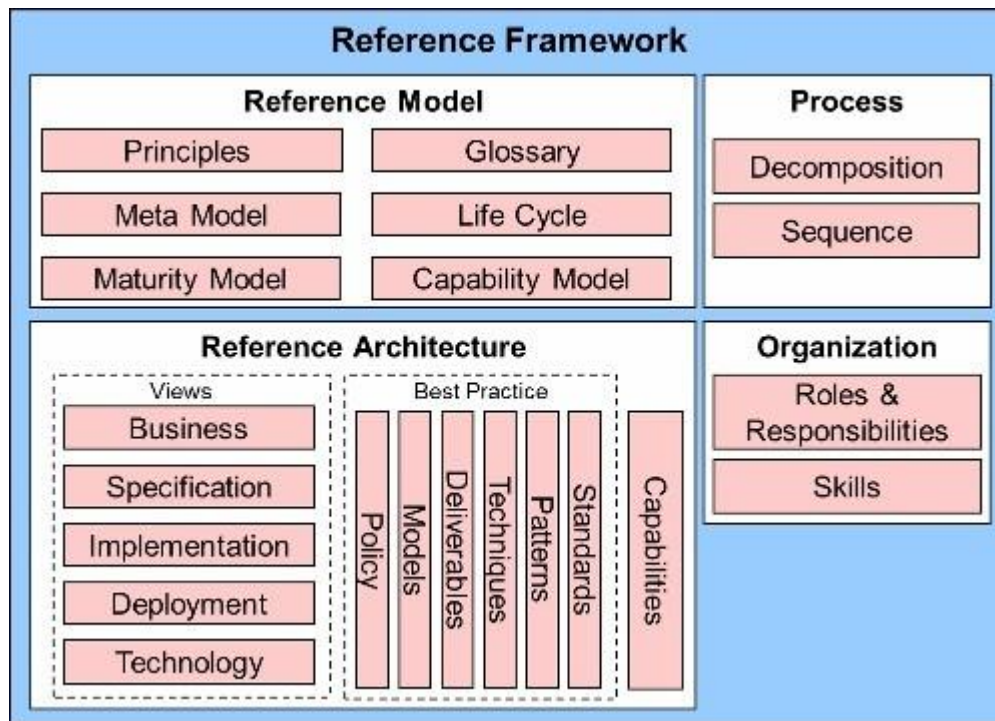 Reference Framework
Reference Model
Principles
Glossary
Meta Model
Life Cycle
Maturity Model
Capability Model
Process
Decomposition
Sequence
Reference Architecture
Views
Business
Specification
Implementation
Deployment
Technology
Best Practice
Policy
Models
Deliverables
Techniques
Patterns
Standards
Capabilities
Organization
Roles &
Responsibilities
Skills